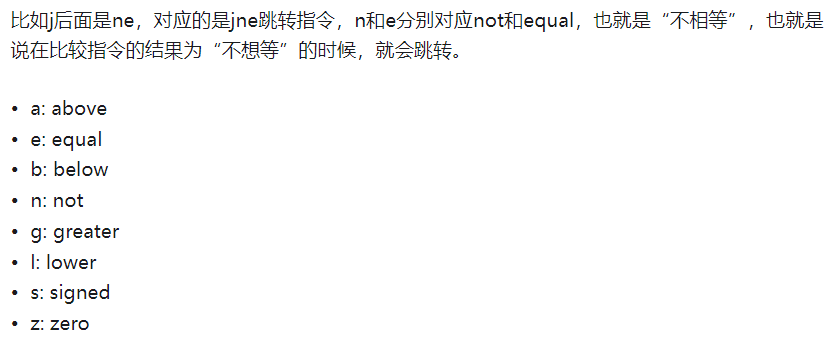 比如j后面是ne，对应的是jne跳转指令，n和e分别对应not和equal，也就是“不相等”，也就是
说在比较指令的结果为“不想等”的时候，就会跳转。
• a: above
• e: equal
• b: below
• n: not
• g: greater
• l: lower
• s: signed
• z: zero